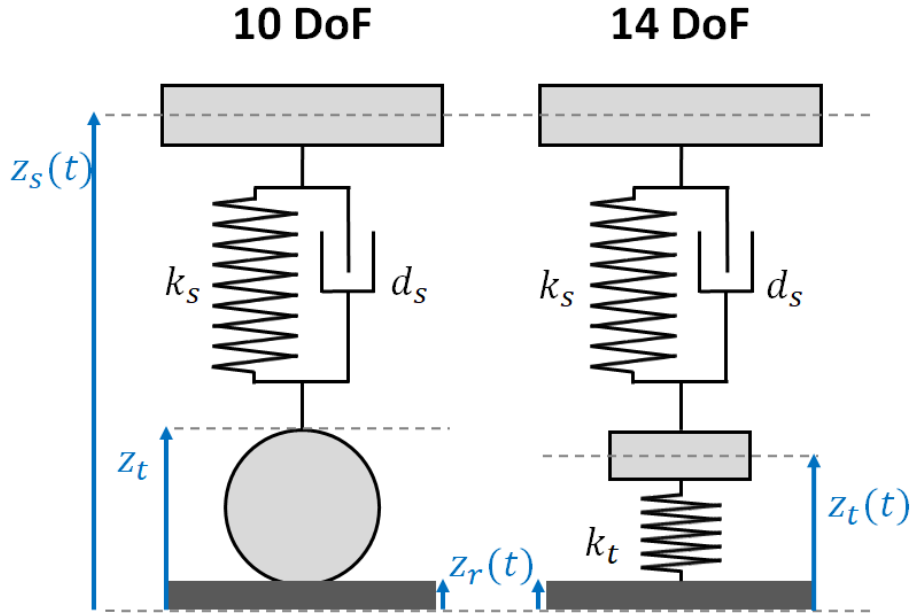 10 DoF 14 DoF
z_s(t)
k_s d_s k_s d_s
z_t z_t(t)
k_t
z_r(t)